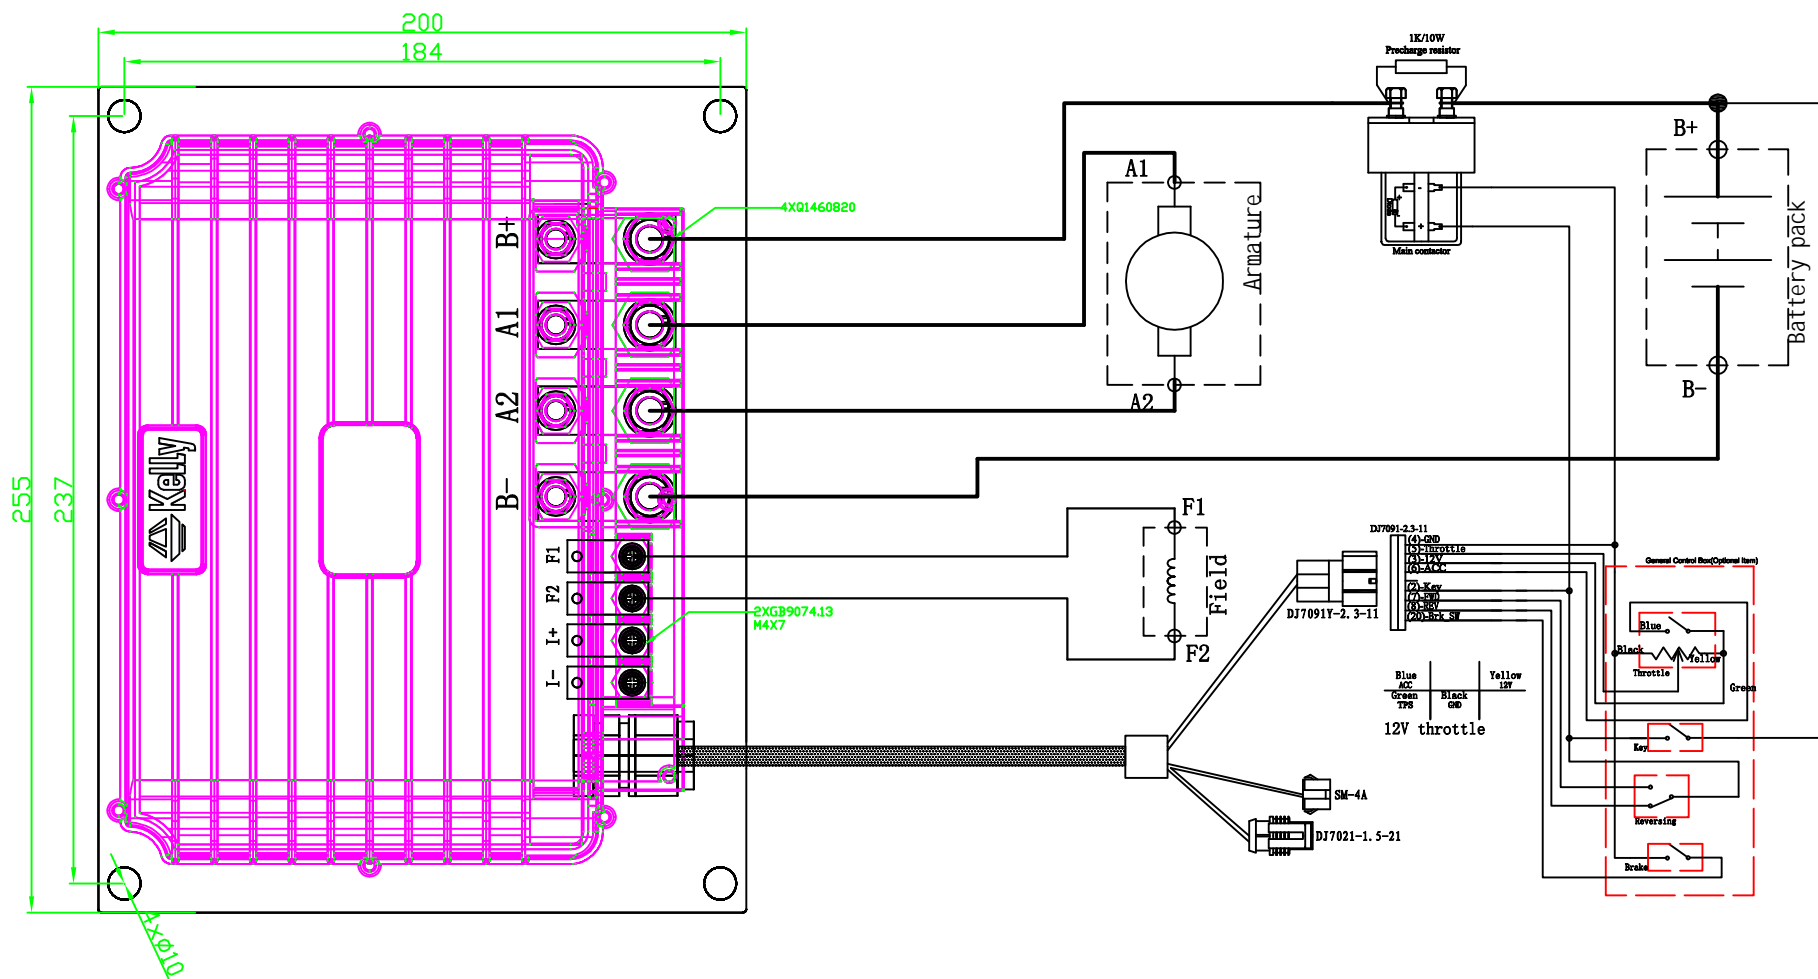 200
184
255
237
4XØ10
Kelly
B+
A1
A2
B-
F1
F2
I+
I-
4XQ1460820
2XGB9074.13
M4X7
1K/10W
Precharge resistor
-
+
Main contactor
A1
Armature
A2
B+
Battery pack
B-
F1
Field
F2
DJ7091Y-2.3-11
DJ7091-2.3-11
(4)-GND
(5)-Throttle
(3)-12V
(6)-ACC
(2)-Key
(7)-FWD
(8)-REV
(20)-Brk_SW
General Control Box(Optional Item)
Blue
Black
Yellow
Throttle
Green
Key
Reversing
Brake
Blue
ACC
Yellow
12V
Green
TPS
Black
GND
12V throttle
SM-4A
DJ7021-1.5-21